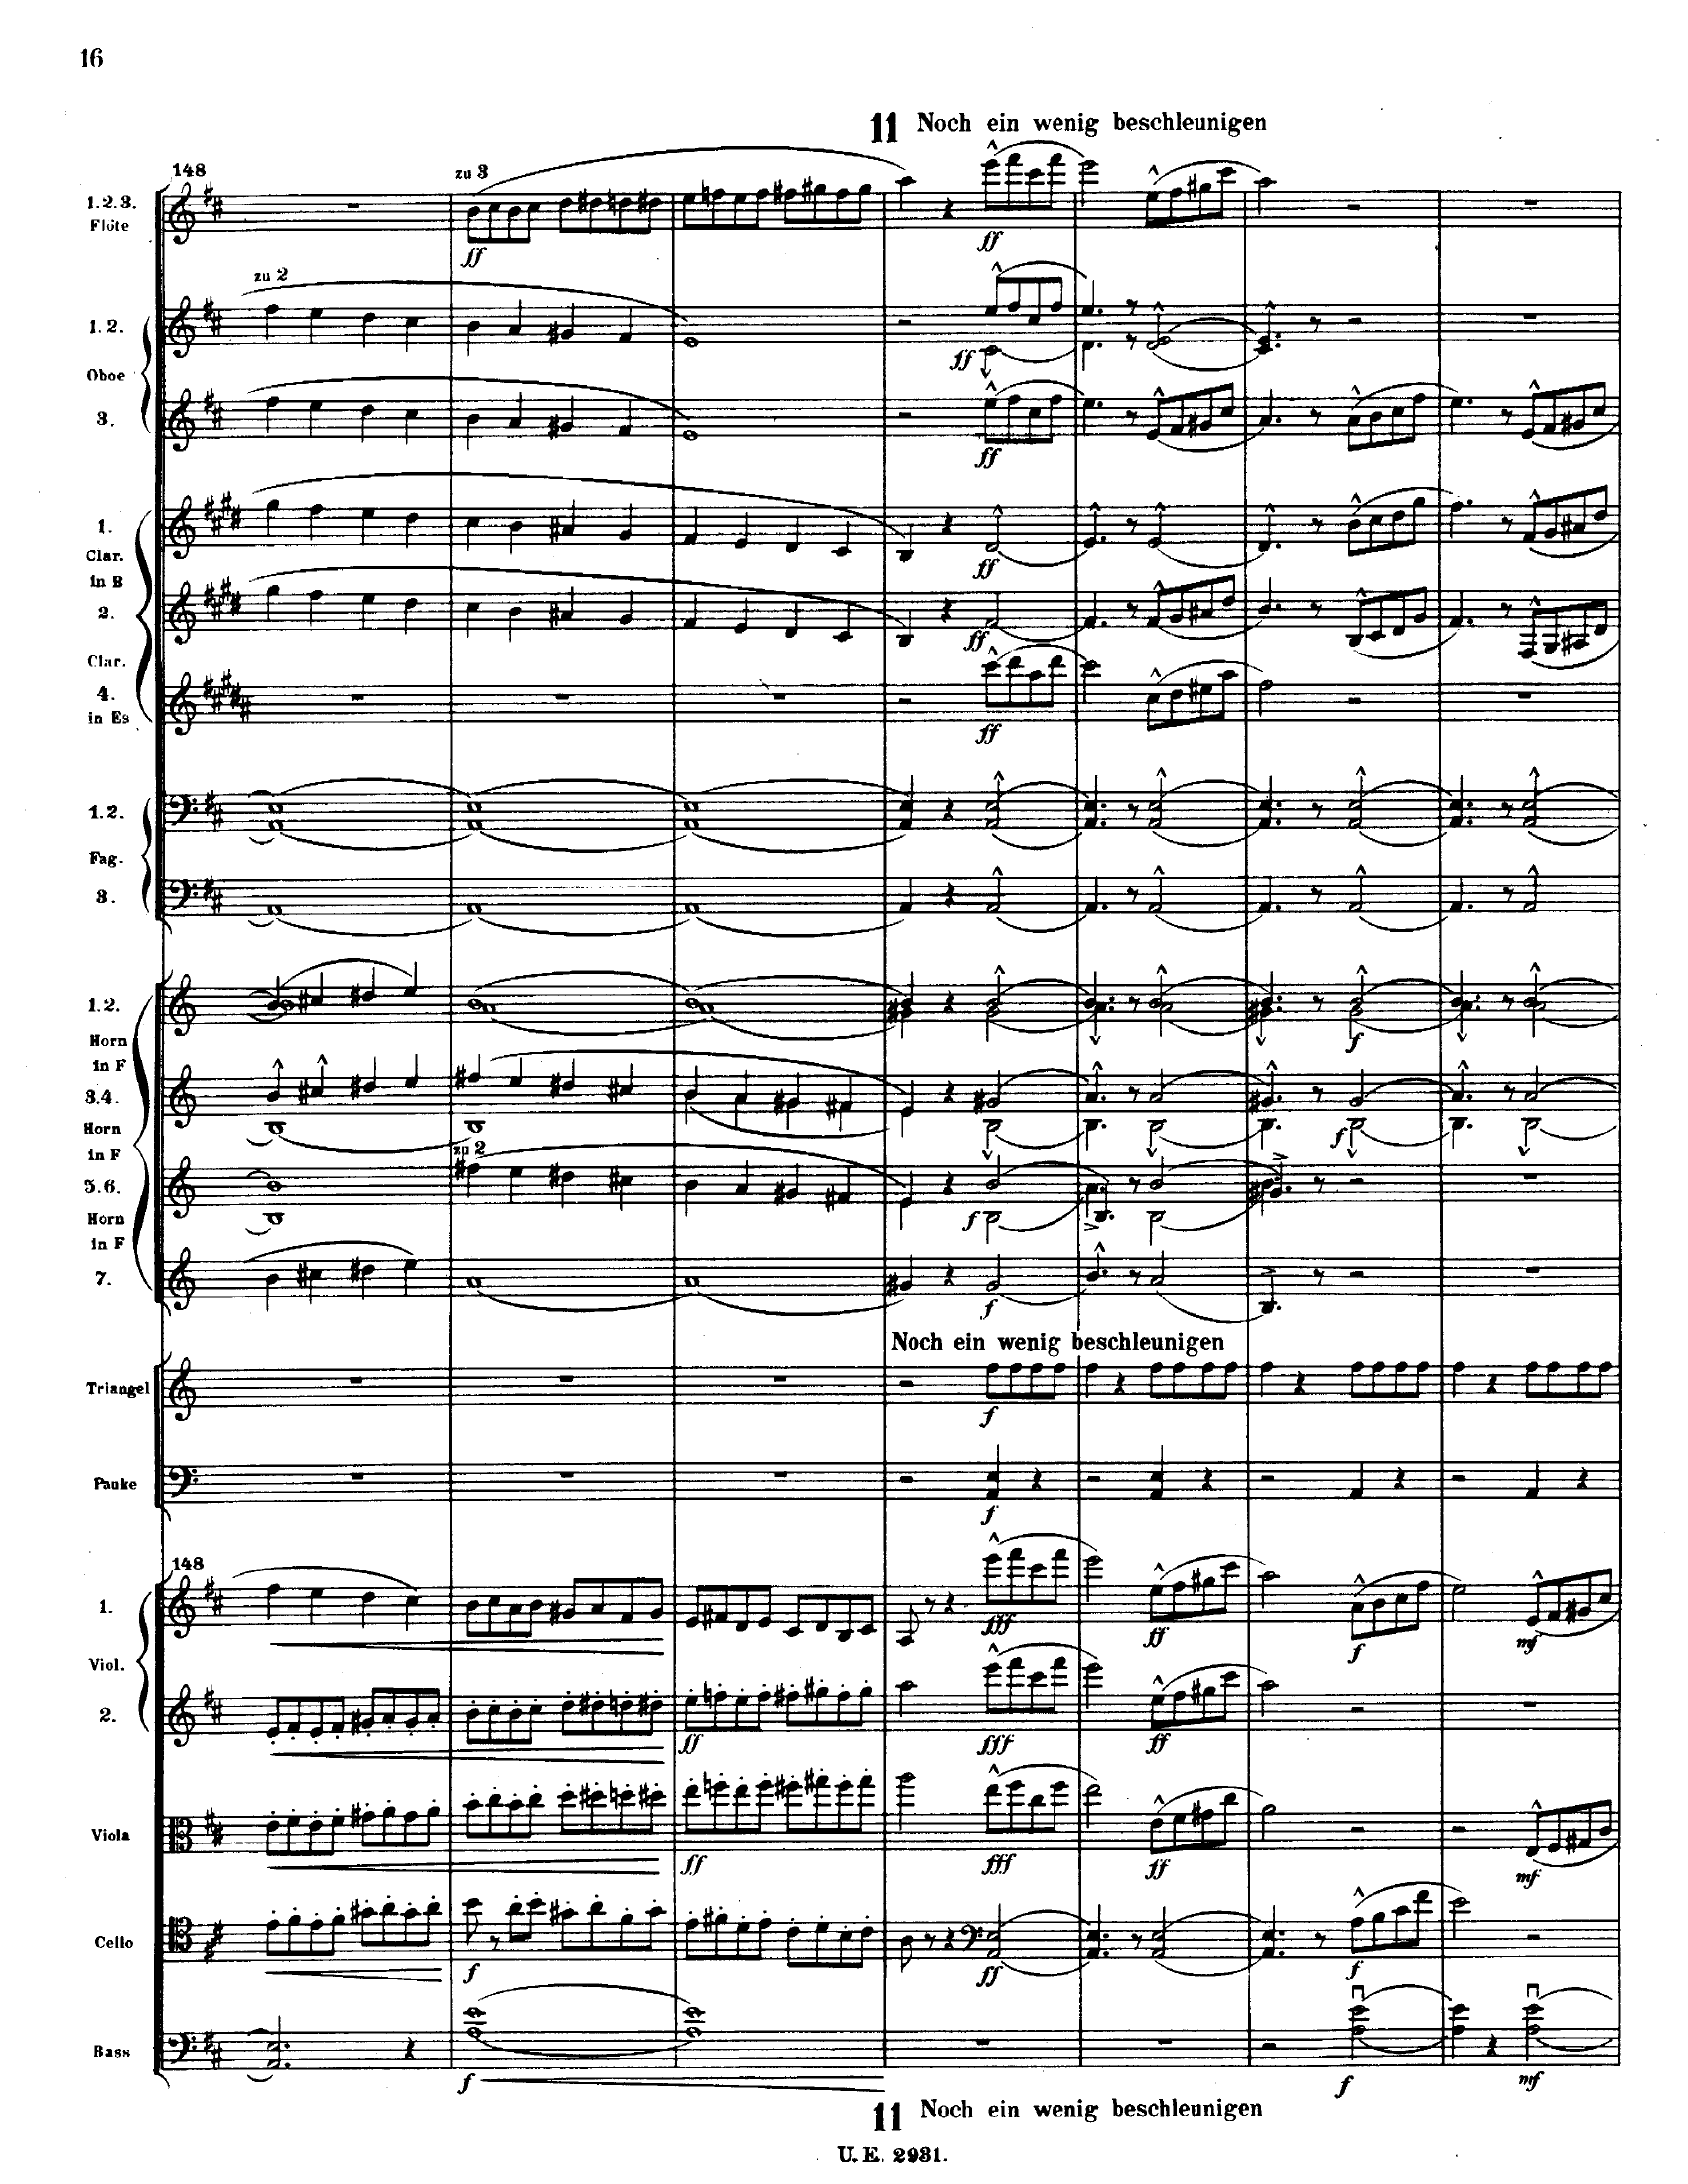 16
11 Noch ein wenig beschleunigen
148
zu 3
1.2.3.
Flöte
ff
ff
zu 2
1.2.
ff
Oboe
3.
ff
1.
Clar.
in B
ff
2.
ff
Clar.
4.
in Es
ff
1.2.
Fag.
3.
1.2.
Horn
in F
f
3.4.
Horn
in F
f
zu 2
5.6.
Horn
in F
f
7.
f
Noch ein wenig beschleunigen
Triangel
f
Pauke
f
148
1.
fff ff f mf
Viol.
2.
ff fff ff
Viola
ff fff ff mf
Cello
f ff f
Bass
f f mf
11 Noch ein wenig beschleunigen
U. E. 2931.